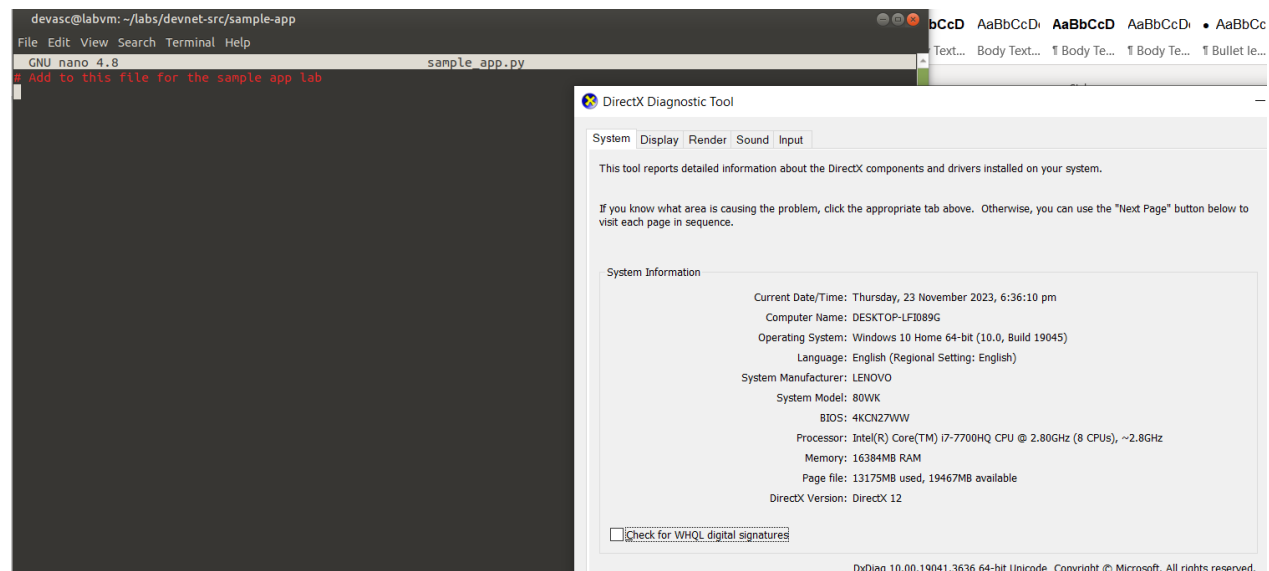 devasc@labvm: ~/labs/devnet-src/sample-app
File Edit View Search Terminal Help
GNU nano 4.8 sample_app.py
# Add to this file for the sample app lab
bCcD AaBbCcD AaBbCcD AaBbCcD • AaBbCc
Text... Body Text... ¶ Body Te... ¶ Body Te... ¶ Bullet le...
DirectX Diagnostic Tool
System Display Render Sound Input
This tool reports detailed information about the DirectX components and drivers installed on your system.
If you know what area is causing the problem, click the appropriate tab above. Otherwise, you can use the "Next Page" button below to
visit each page in sequence.
System Information
Current Date/Time: Thursday, 23 November 2023, 6:36:10 pm
Computer Name: DESKTOP-LFI089G
Operating System: Windows 10 Home 64-bit (10.0, Build 19045)
Language: English (Regional Setting: English)
System Manufacturer: LENOVO
System Model: 80WK
BIOS: 4KCN27WW
Processor: Intel(R) Core(TM) i7-7700HQ CPU @ 2.80GHz (8 CPUs), ~2.8GHz
Memory: 16384MB RAM
Page file: 13175MB used, 19467MB available
DirectX Version: DirectX 12
Check for WHQL digital signatures
DxDiag 10.00.19041.3636 64-bit Unicode Copyright © Microsoft. All rights reserved.